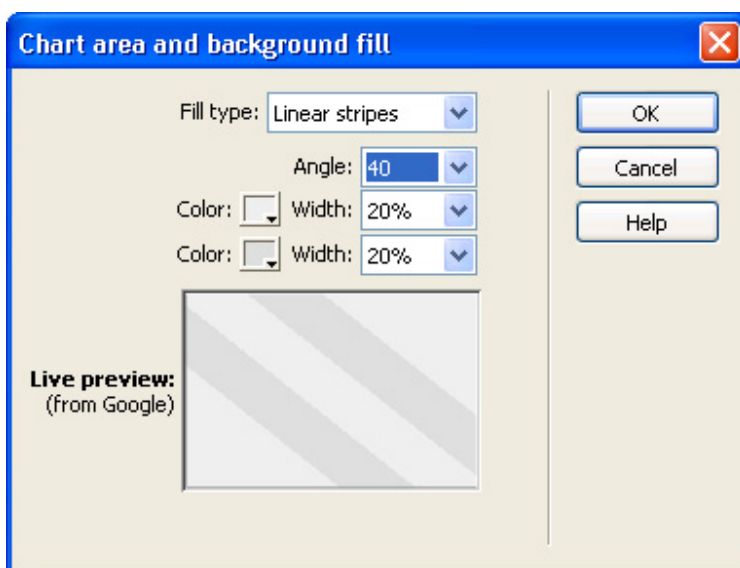 Chart area and background fill
Fill type: Linear stripes
OK
Angle: 40
Cancel
Color: Width: 20%
Help
Color: Width: 20%
Live preview:
(from Google)